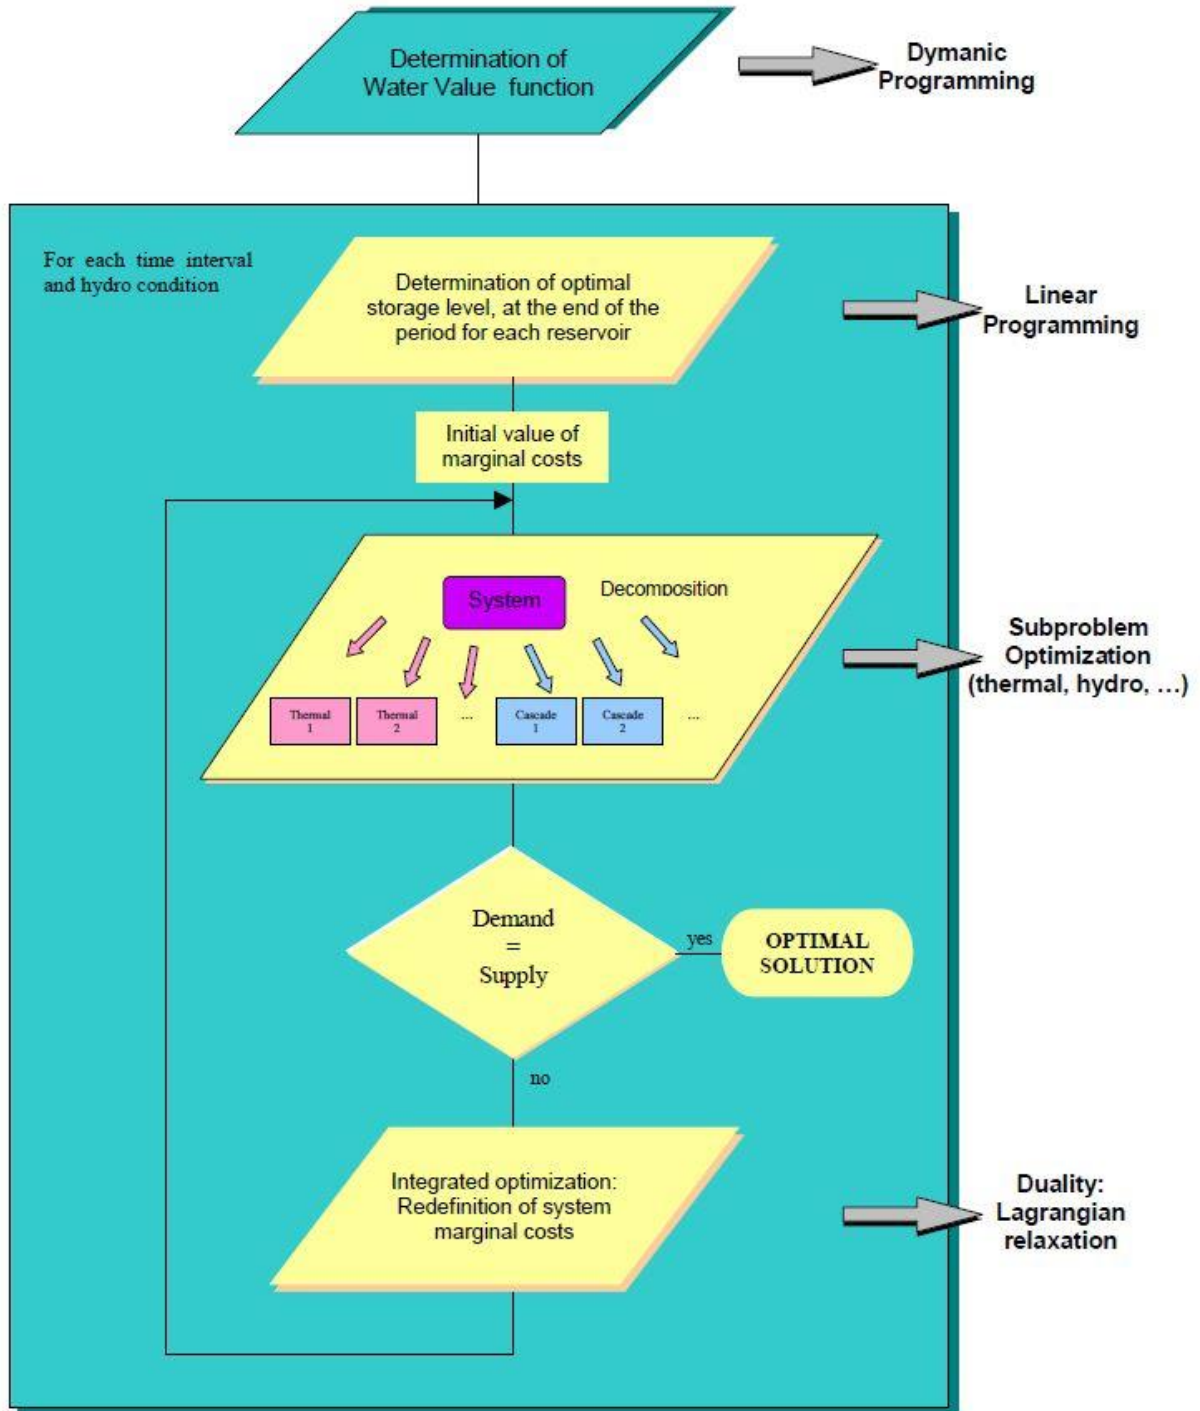 Determination of
Water Value function
Dymanic
Programming
For each time interval
and hydro condition
Determination of optimal
storage level, at the end of the
period for each reservoir
Linear
Programming
Initial value of
marginal costs
System
Decomposition
Thermal
1
Thermal
2
...
Cascade
1
Cascade
2
...
Subproblem
Optimization
(thermal, hydro, ...)
Demand
=
Supply
yes
OPTIMAL
SOLUTION
no
Integrated optimization:
Redefinition of system
marginal costs
Duality:
Lagrangian
relaxation